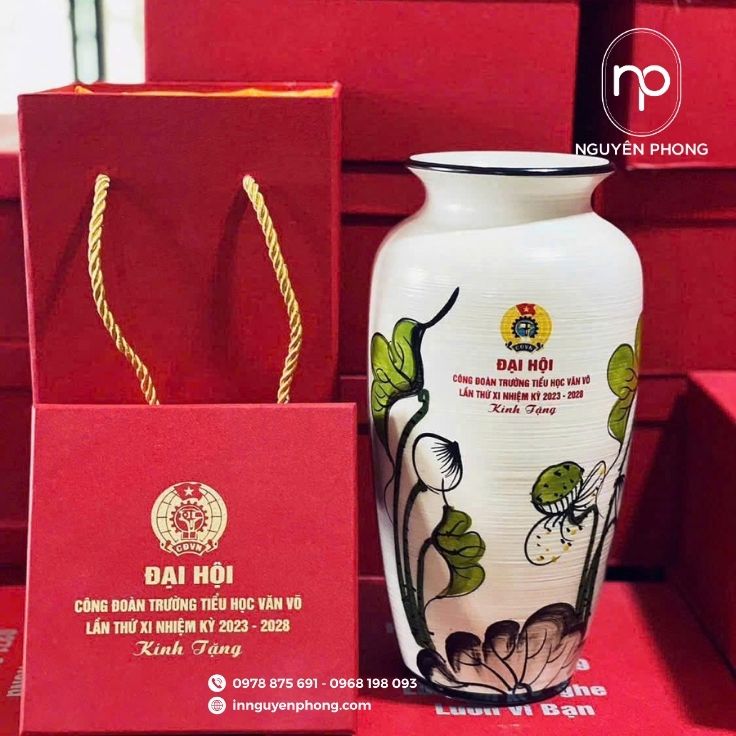 np
NGUYÊN PHONG
CĐVN
ĐẠI HỘI
CÔNG ĐOÀN TRƯỜNG TIỂU HỌC VĂN VÕ
LẦN THỨ XI NHIỆM KỲ 2023 - 2028
Kính Tặng
CĐVN
ĐẠI HỘI
CÔNG ĐOÀN TRƯỜNG TIỂU HỌC VĂN VÕ
LẦN THỨ XI NHIỆM KỲ 2023 - 2028
Kính Tặng
0978 875 691 - 0968 198 093
innguyenphong.com
ghe
Luôn Vì Bạn